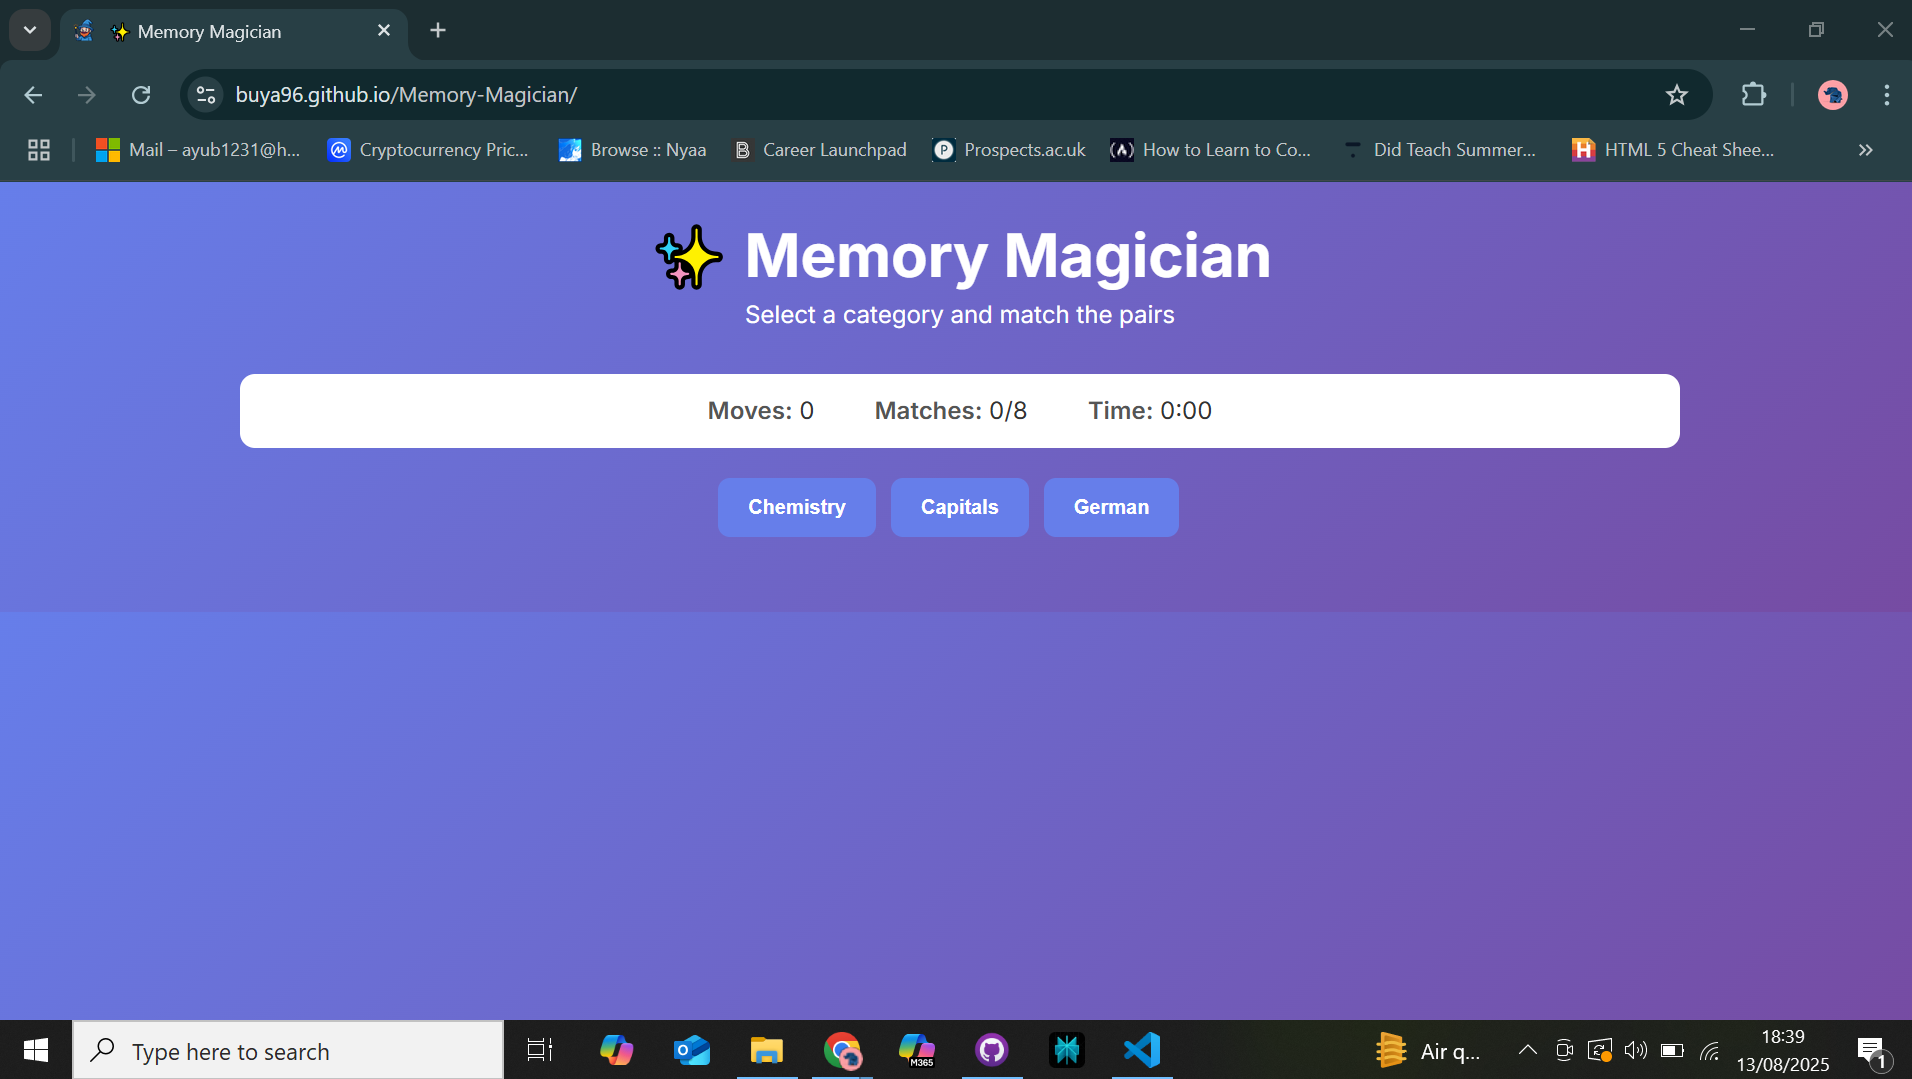 Memory Magician
buya96.github.io/Memory-Magician/
Mail – ayub1231@h...
Cryptocurrency Pric...
Browse :: Nyaa
B
Career Launchpad
P
Prospects.ac.uk
How to Learn to Co...
Did Teach Summer...
H
HTML 5 Cheat Shee...
Memory Magician
Select a category and match the pairs
Moves: 0 Matches: 0/8 Time: 0:00
Chemistry Capitals German
Type here to search
M365
Air q...
18:39
13/08/2025
1